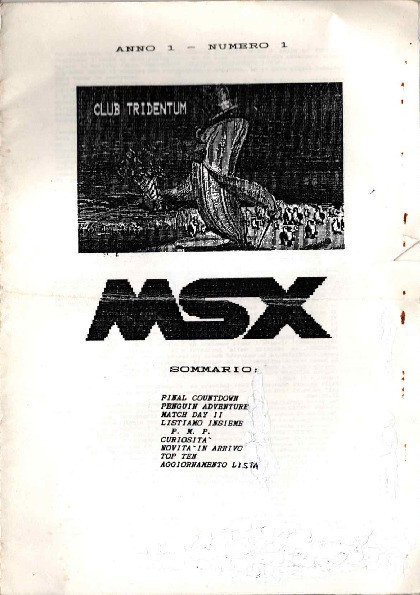 ANNO 1 - NUMERO 1
CLUB TRIDENTUM
MSX
SOMMARIO:
FINAL COUNTDOWN
PENGUIN ADVENTURE
MATCH DAY II
LISTIAMO INSIEME
P. M. P.
CURIOSITA`
NOVITA` IN ARRIVO
TOP TEN
AGGIORNAMENTO LISTA